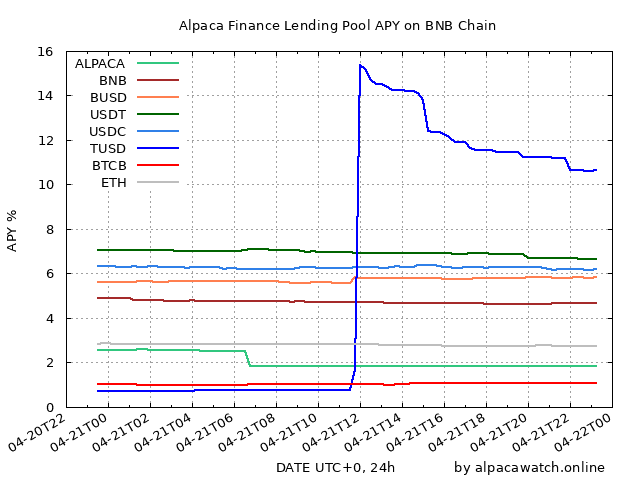 Alpaca Finance Lending Pool APY on BNB Chain
16
14
12
10
8
6
4
2
0
APY %
ALPACA
BNB
BUSD
USDT
USDC
TUSD
BTCB
ETH
04-20T22
04-21T00
04-21T02
04-21T04
04-21T06
04-21T08
04-21T10
04-21T12
04-21T14
04-21T16
04-21T18
04-21T20
04-21T22
04-22T00
DATE UTC+0, 24h
by alpacawatch.online